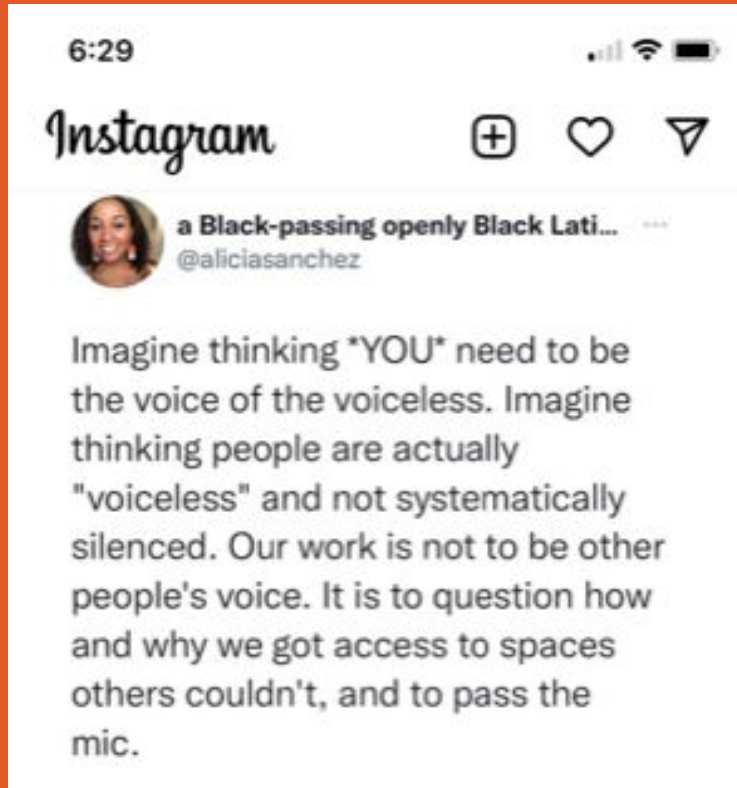 6:29
Instagram
a Black-passing openly Black Lati...
@aliciasanchez
Imagine thinking *YOU* need to be
the voice of the voiceless. Imagine
thinking people are actually
"voiceless" and not systematically
silenced. Our work is not to be other
people's voice. It is to question how
and why we got access to spaces
others couldn't, and to pass the
mic.